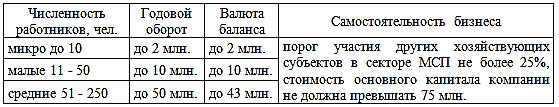 Численность работников, чел. Годовой оборот Валюта баланса Самостоятельность бизнеса
микро до 10 до 2 млн. до 2 млн.
малые 11 - 50 до 10 млн. до 10 млн.
средние 51 - 250 до 50 млн. до 43 млн.
порог участия других хозяйствующих
субъектов в секторе МСП не более 25%,
стоимость основного капитала компании
не должна превышать 75 млн.